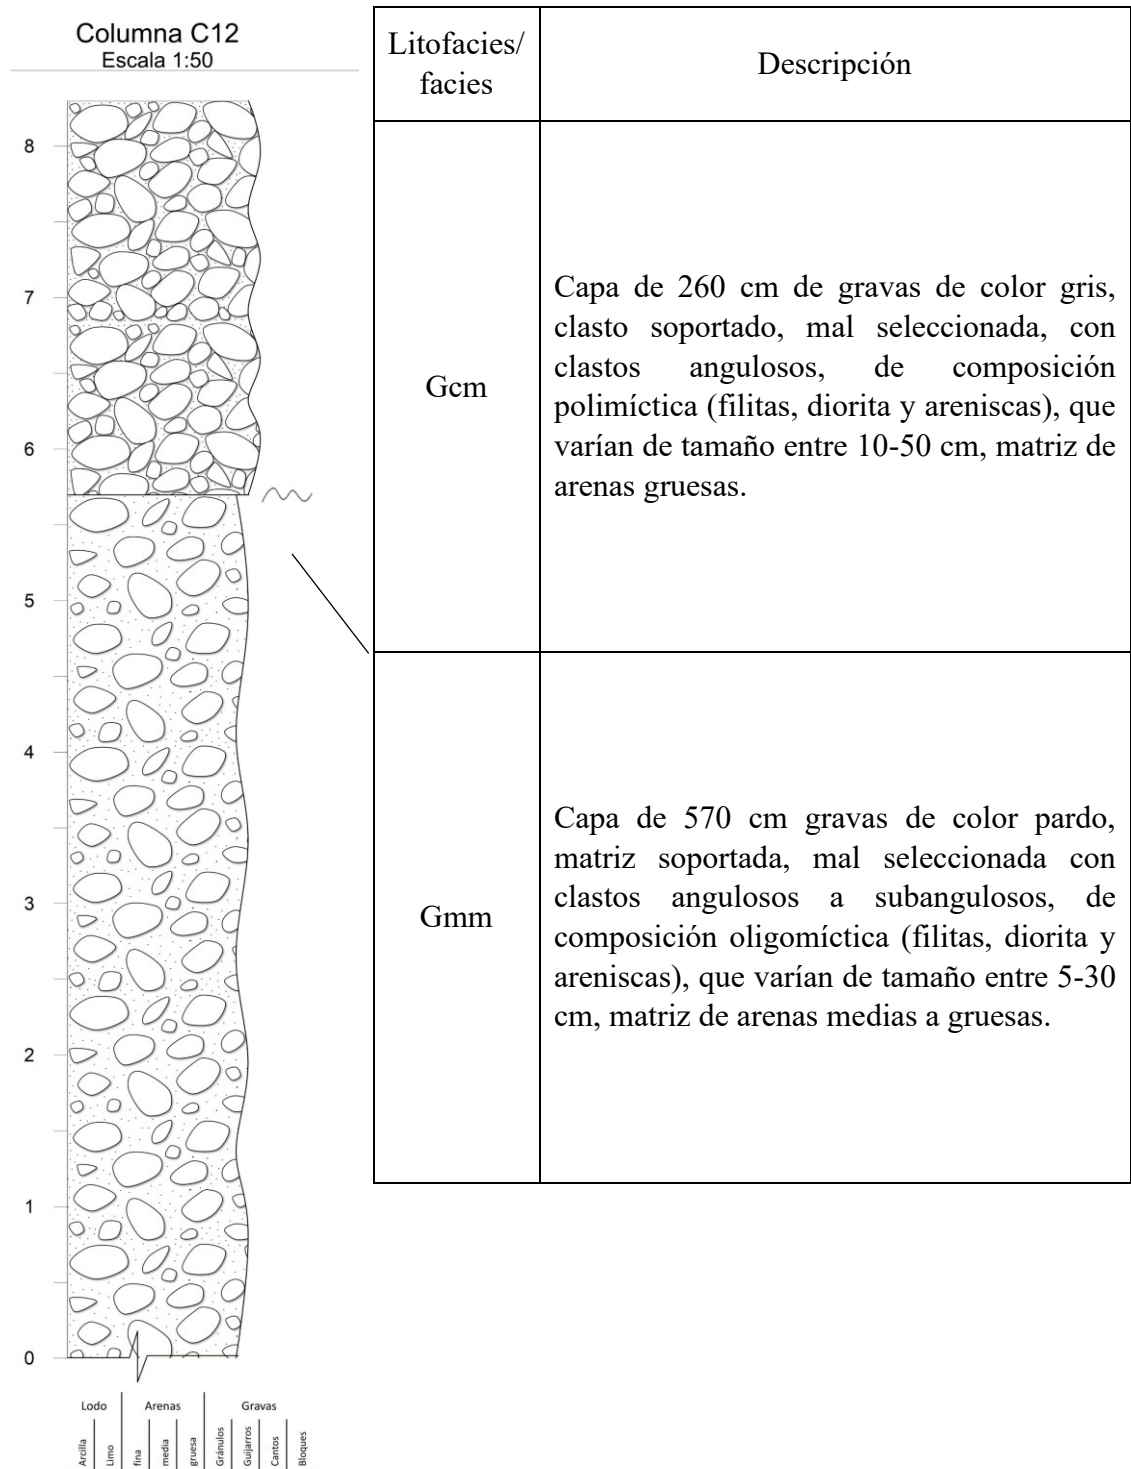 Columna C12
Escala 1:50
8
7
6
5
4
3
2
1
0
Lodo Arenas Gravas
Arcilla Limo fina media gruesa Gránulos Guijarros Cantos Bloques
Litofacies/
facies
Descripción
Gcm
Capa de 260 cm de gravas de color gris,
clasto soportado, mal seleccionada, con
clastos angulosos, de composición
polimíctica (filitas, diorita y areniscas), que
varían de tamaño entre 10-50 cm, matriz de
arenas gruesas.
Gmm
Capa de 570 cm gravas de color pardo,
matriz soportada, mal seleccionada con
clastos angulosos a subangulosos, de
composición oligomíctica (filitas, diorita y
areniscas), que varían de tamaño entre 5-30
cm, matriz de arenas medias a gruesas.